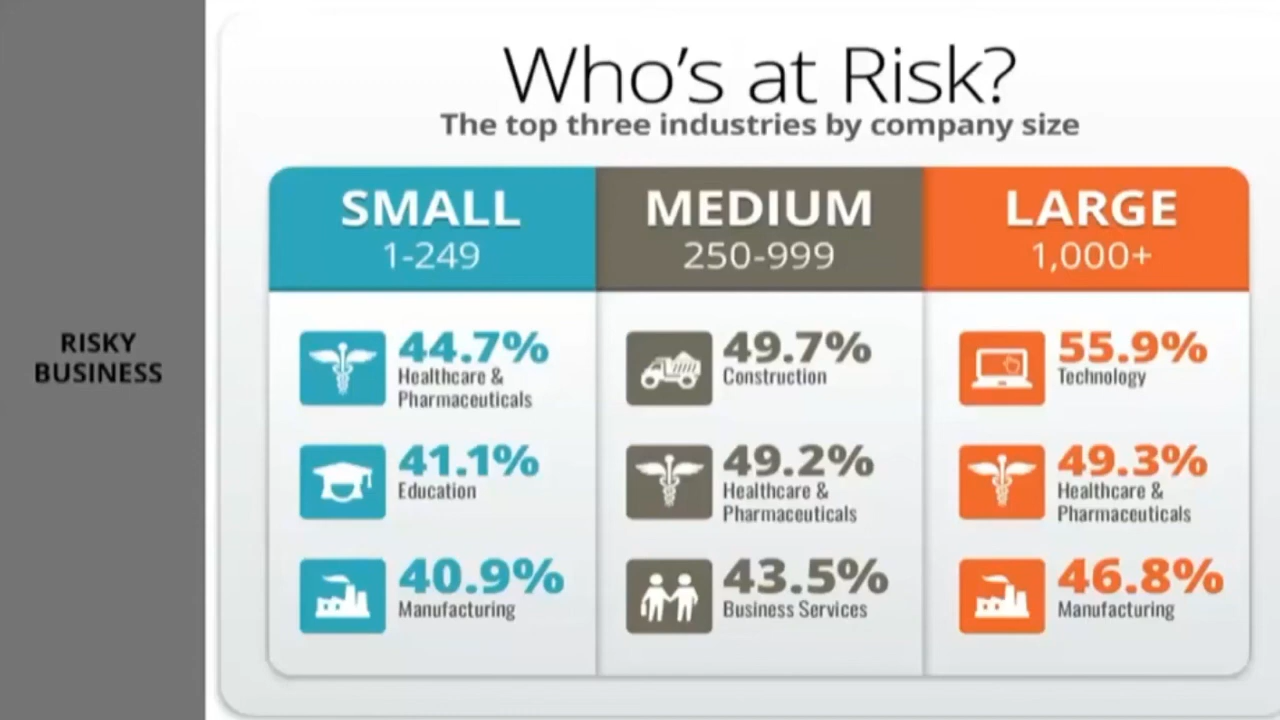 RISKY
BUSINESS
Who's at Risk?
The top three industries by company size
SMALL
1-249
44.7%
Healthcare &
Pharmaceuticals
41.1%
Education
40.9%
Manufacturing
MEDIUM
250-999
49.7%
Construction
49.2%
Healthcare &
Pharmaceuticals
43.5%
Business Services
LARGE
1,000+
55.9%
Technology
49.3%
Healthcare &
Pharmaceuticals
46.8%
Manufacturing